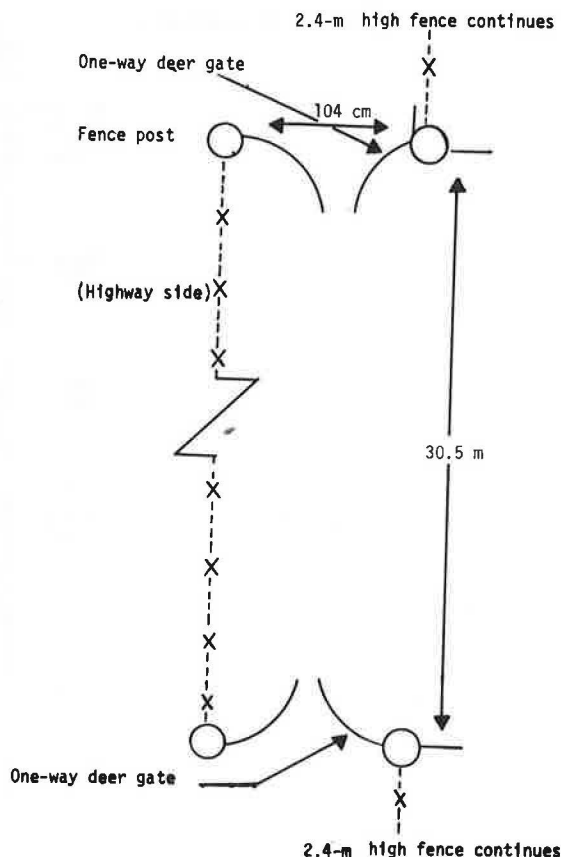 2.4-m high fence continues
One-way deer gate
104 cm
Fence post
(Highway side)
30.5 m
One-way deer gate
2.4-m high fence continues